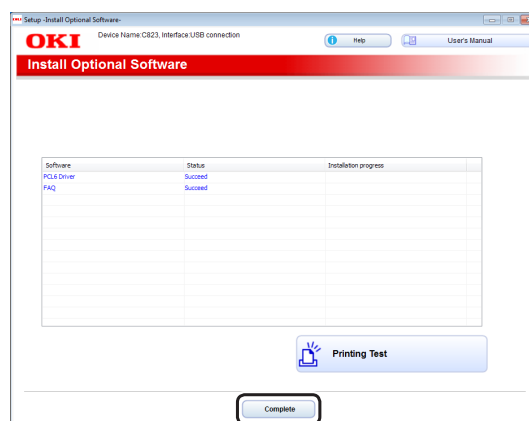 Setup -Install Optional Software-
OKI
Device Name:C823, Interface:USB connection
Help
User's Manual
Install Optional Software
Software Status Installation progress
PCL6 Driver Succeed
FAQ Succeed
Printing Test
Complete